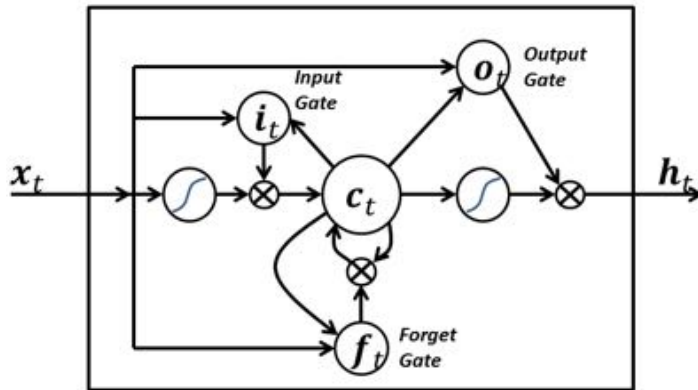 Input
Gate
i_t
o_t
Output
Gate
x_t
c_t
h_t
f_t
Forget
Gate